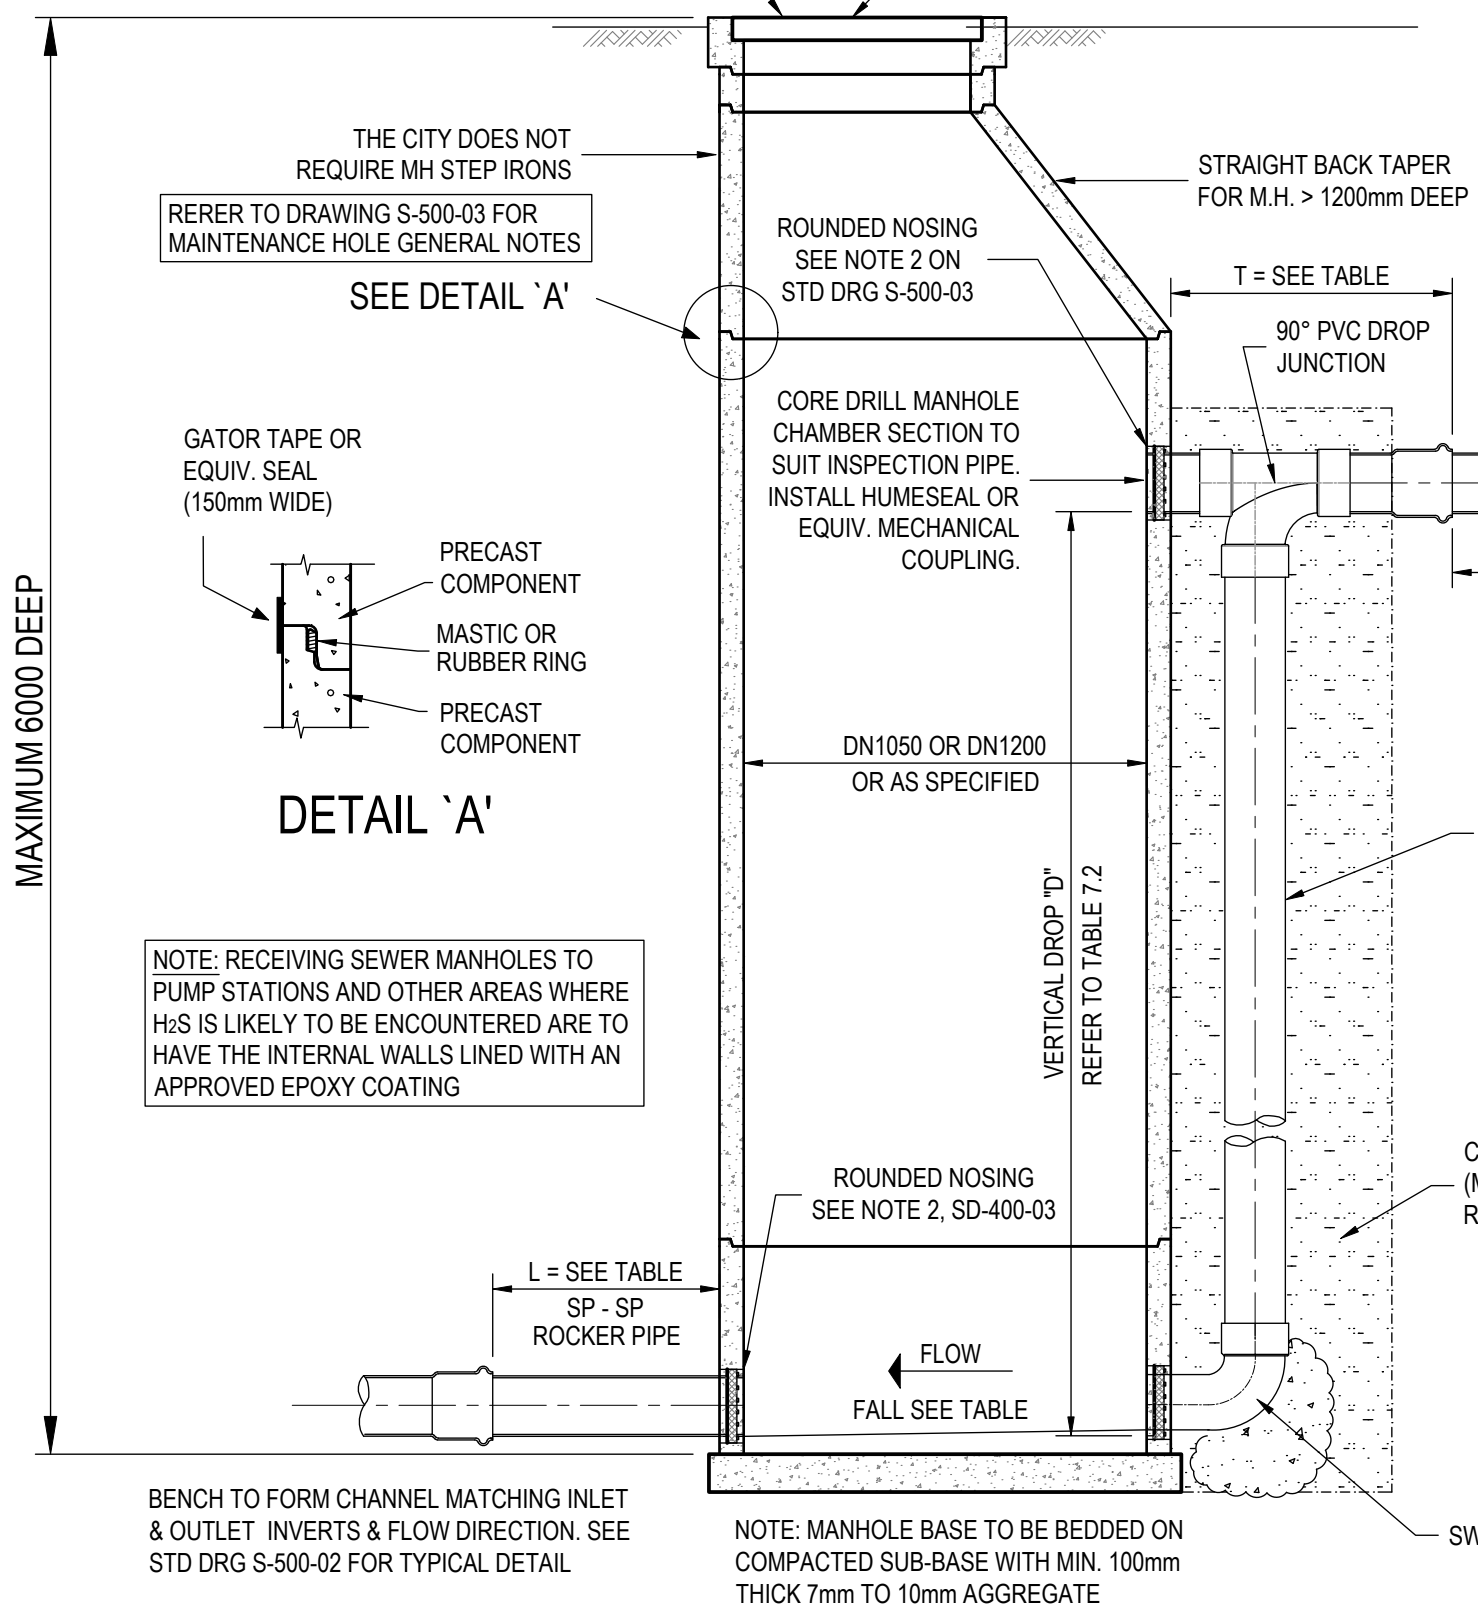 THE CITY DOES NOT
REQUIRE MH STEP IRONS
RERER TO DRAWING S-500-03 FOR
MAINTENANCE HOLE GENERAL NOTES
SEE DETAIL `A'
ROUNDED NOSING
SEE NOTE 2 ON
STD DRG S-500-03
STRAIGHT BACK TAPER
FOR M.H. > 1200mm DEEP
T = SEE TABLE
90° PVC DROP
JUNCTION
CORE DRILL MANHOLE
CHAMBER SECTION TO
SUIT INSPECTION PIPE.
INSTALL HUMESEAL OR
EQUIV. MECHANICAL
COUPLING.
GATOR TAPE OR
EQUIV. SEAL
(150mm WIDE)
PRECAST
COMPONENT
MASTIC OR
RUBBER RING
PRECAST
COMPONENT
DETAIL `A'
MAXIMUM 6000 DEEP
DN1050 OR DN1200
OR AS SPECIFIED
VERTICAL DROP "D"
REFER TO TABLE 7.2
NOTE: RECEIVING SEWER MANHOLES TO
PUMP STATIONS AND OTHER AREAS WHERE
H2S IS LIKELY TO BE ENCOUNTERED ARE TO
HAVE THE INTERNAL WALLS LINED WITH AN
APPROVED EPOXY COATING
ROUNDED NOSING
SEE NOTE 2, SD-400-03
C
(M
R
L = SEE TABLE
SP - SP
ROCKER PIPE
FLOW
FALL SEE TABLE
BENCH TO FORM CHANNEL MATCHING INLET
& OUTLET INVERTS & FLOW DIRECTION. SEE
STD DRG S-500-02 FOR TYPICAL DETAIL
NOTE: MANHOLE BASE TO BE BEDDED ON
COMPACTED SUB-BASE WITH MIN. 100mm
THICK 7mm TO 10mm AGGREGATE
SW